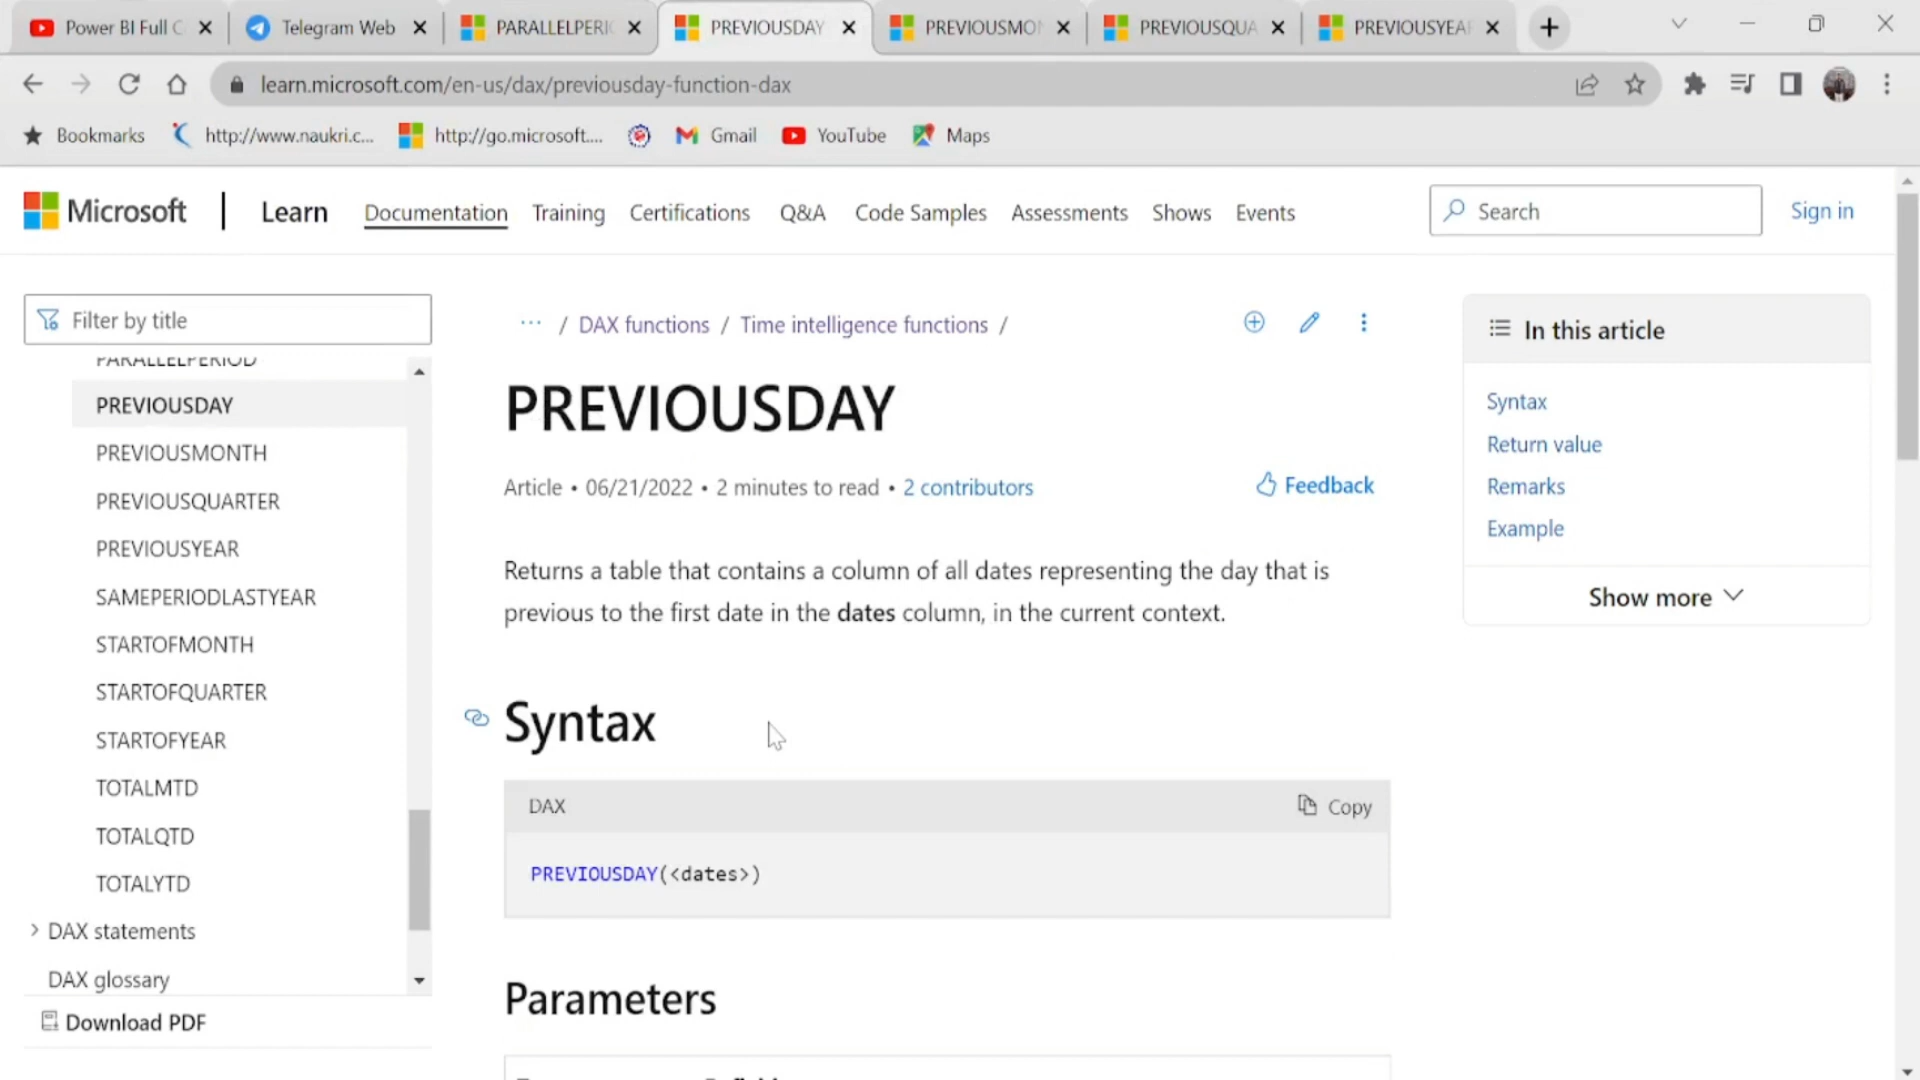 Power BI Full C
Telegram Web
PARALLELPERIO
PREVIOUSDAY
PREVIOUSMON
PREVIOUSQUA
PREVIOUSYEAR
learn.microsoft.com/en-us/dax/previousday-function-dax
Bookmarks
http://www.naukri.c...
http://go.microsoft....
Gmail
YouTube
Maps
Microsoft
Learn
Documentation
Training
Certifications
Q&A
Code Samples
Assessments
Shows
Events
Search
Sign in
Filter by title
PARALLELPERIOD
PREVIOUSDAY
PREVIOUSMONTH
PREVIOUSQUARTER
PREVIOUSYEAR
SAMEPERIODLASTYEAR
STARTOFMONTH
STARTOFQUARTER
STARTOFYEAR
TOTALMTD
TOTALQTD
TOTALYTD
DAX statements
DAX glossary
Download PDF
... / DAX functions / Time intelligence functions /
PREVIOUSDAY
Article • 06/21/2022 • 2 minutes to read • 2 contributors
Feedback
Returns a table that contains a column of all dates representing the day that is
previous to the first date in the dates column, in the current context.
Syntax
DAX
Copy
PREVIOUSDAY(<dates>)
Parameters
In this article
Syntax
Return value
Remarks
Example
Show more